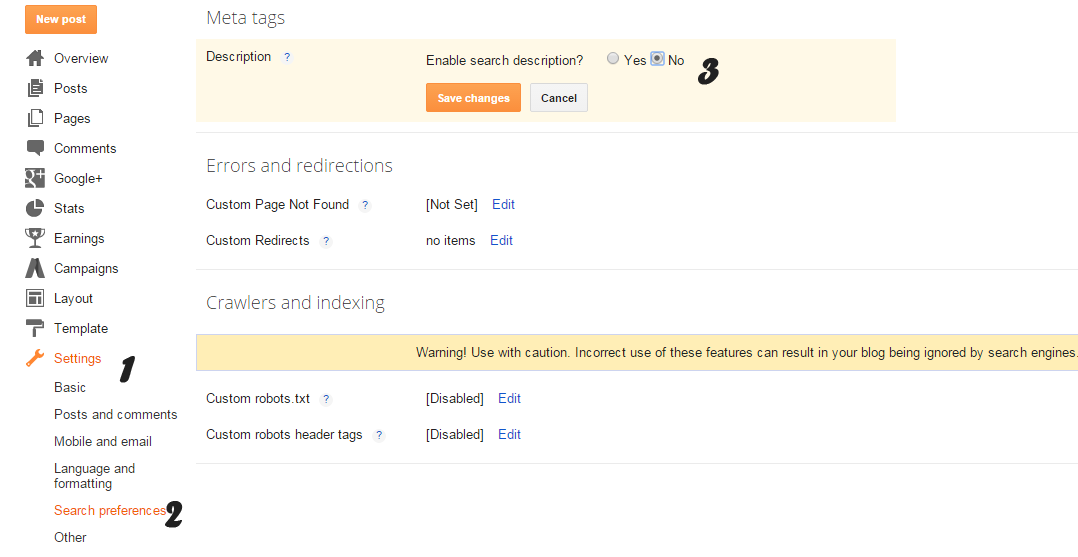 New post
Overview
Posts
Pages
Comments
Google+
Stats
Earnings
Campaigns
Layout
Template
Settings 1
Basic
Posts and comments
Mobile and email
Language and
formatting
Search preferences 2
Other
Meta tags
Description ? Enable search description? Yes No 3
Save changes Cancel
Errors and redirections
Custom Page Not Found ? [Not Set] Edit
Custom Redirects ? no items Edit
Crawlers and indexing
Warning! Use with caution. Incorrect use of these features can result in your blog being ignored by search engines.
Custom robots.txt ? [Disabled] Edit
Custom robots header tags ? [Disabled] Edit